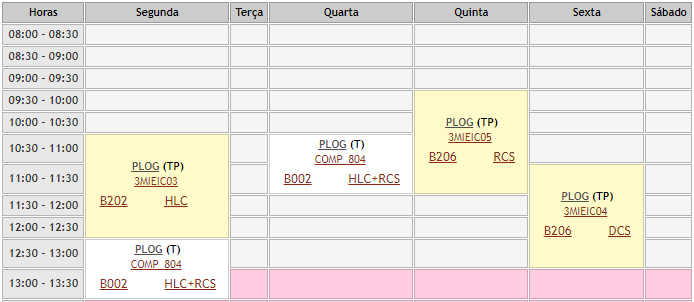 Horas Segunda Terça Quarta Quinta Sexta Sábado
08:00 - 08:30
08:30 - 09:00
09:00 - 09:30
09:30 - 10:00
10:00 - 10:30
PLOG (TP)
3MIEIC05
B206 RCS
10:30 - 11:00
PLOG (T)
COMP_804
B002 HLC+RCS
11:00 - 11:30
PLOG (TP)
3MIEIC03
B202 HLC
11:30 - 12:00
12:00 - 12:30
PLOG (TP)
3MIEIC04
B206 DCS
12:30 - 13:00
PLOG (T)
COMP_804
B002 HLC+RCS
13:00 - 13:30